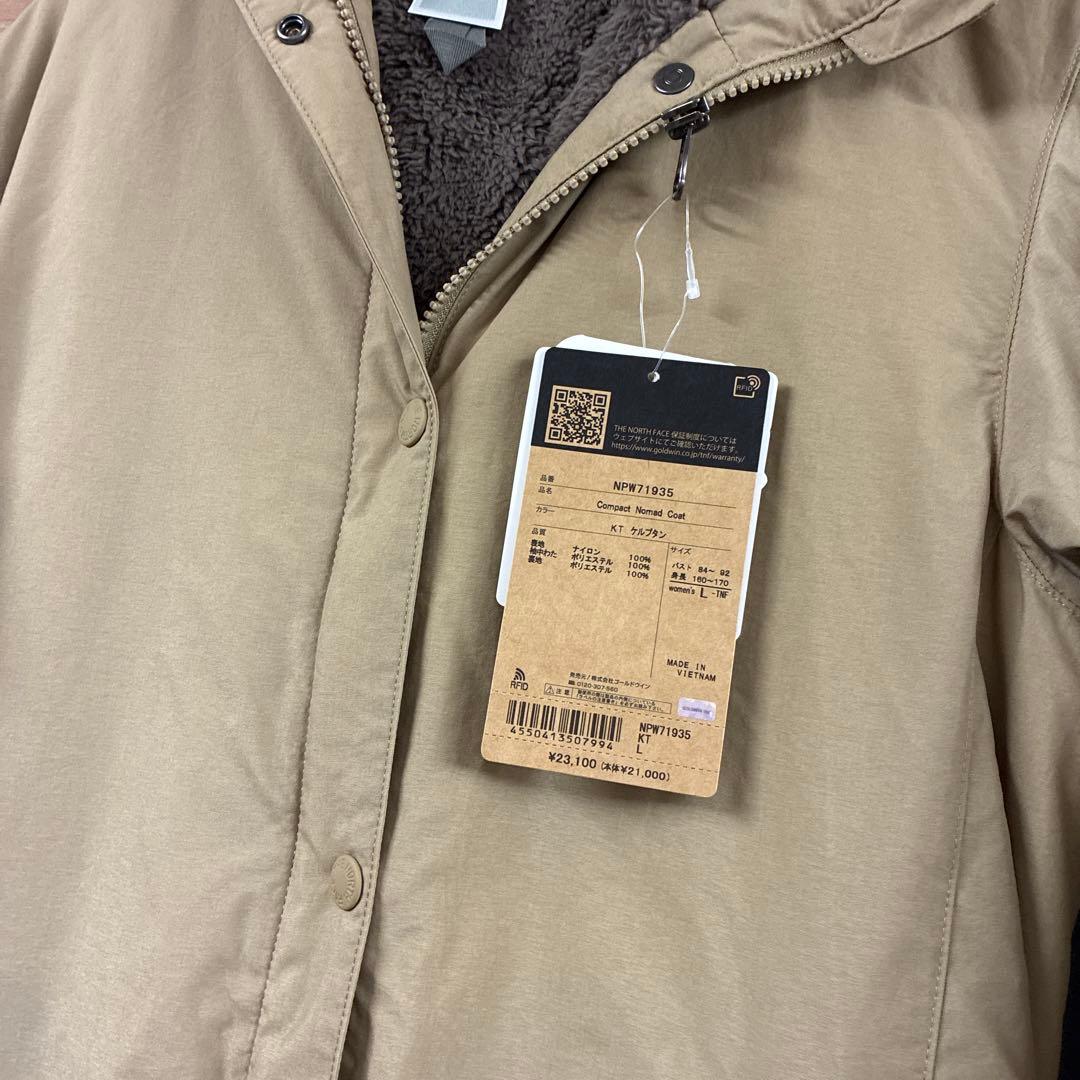 RFID
THE NORTH FACE 保証制度については
ウェブサイトにてご確認いただけます。
https://www.goldwin.co.jp/tnf/warranty/
品番 NPW71935
品名 Compact Nomad Coat
カラー KT ケルプタン
品質
表地 ナイロン 100%
袖中わた ポリエステル 100%
裏地 ポリエステル 100%
サイズ
バスト 84～ 92
身長 160～170
women's L -TNF
MADE IN
VIETNAM
RFID
発売元/株式会社ゴールドウイン
0120-307-560
注意
4550413507994
NPW71935
KT
L
¥23,100 (本体¥21,000)